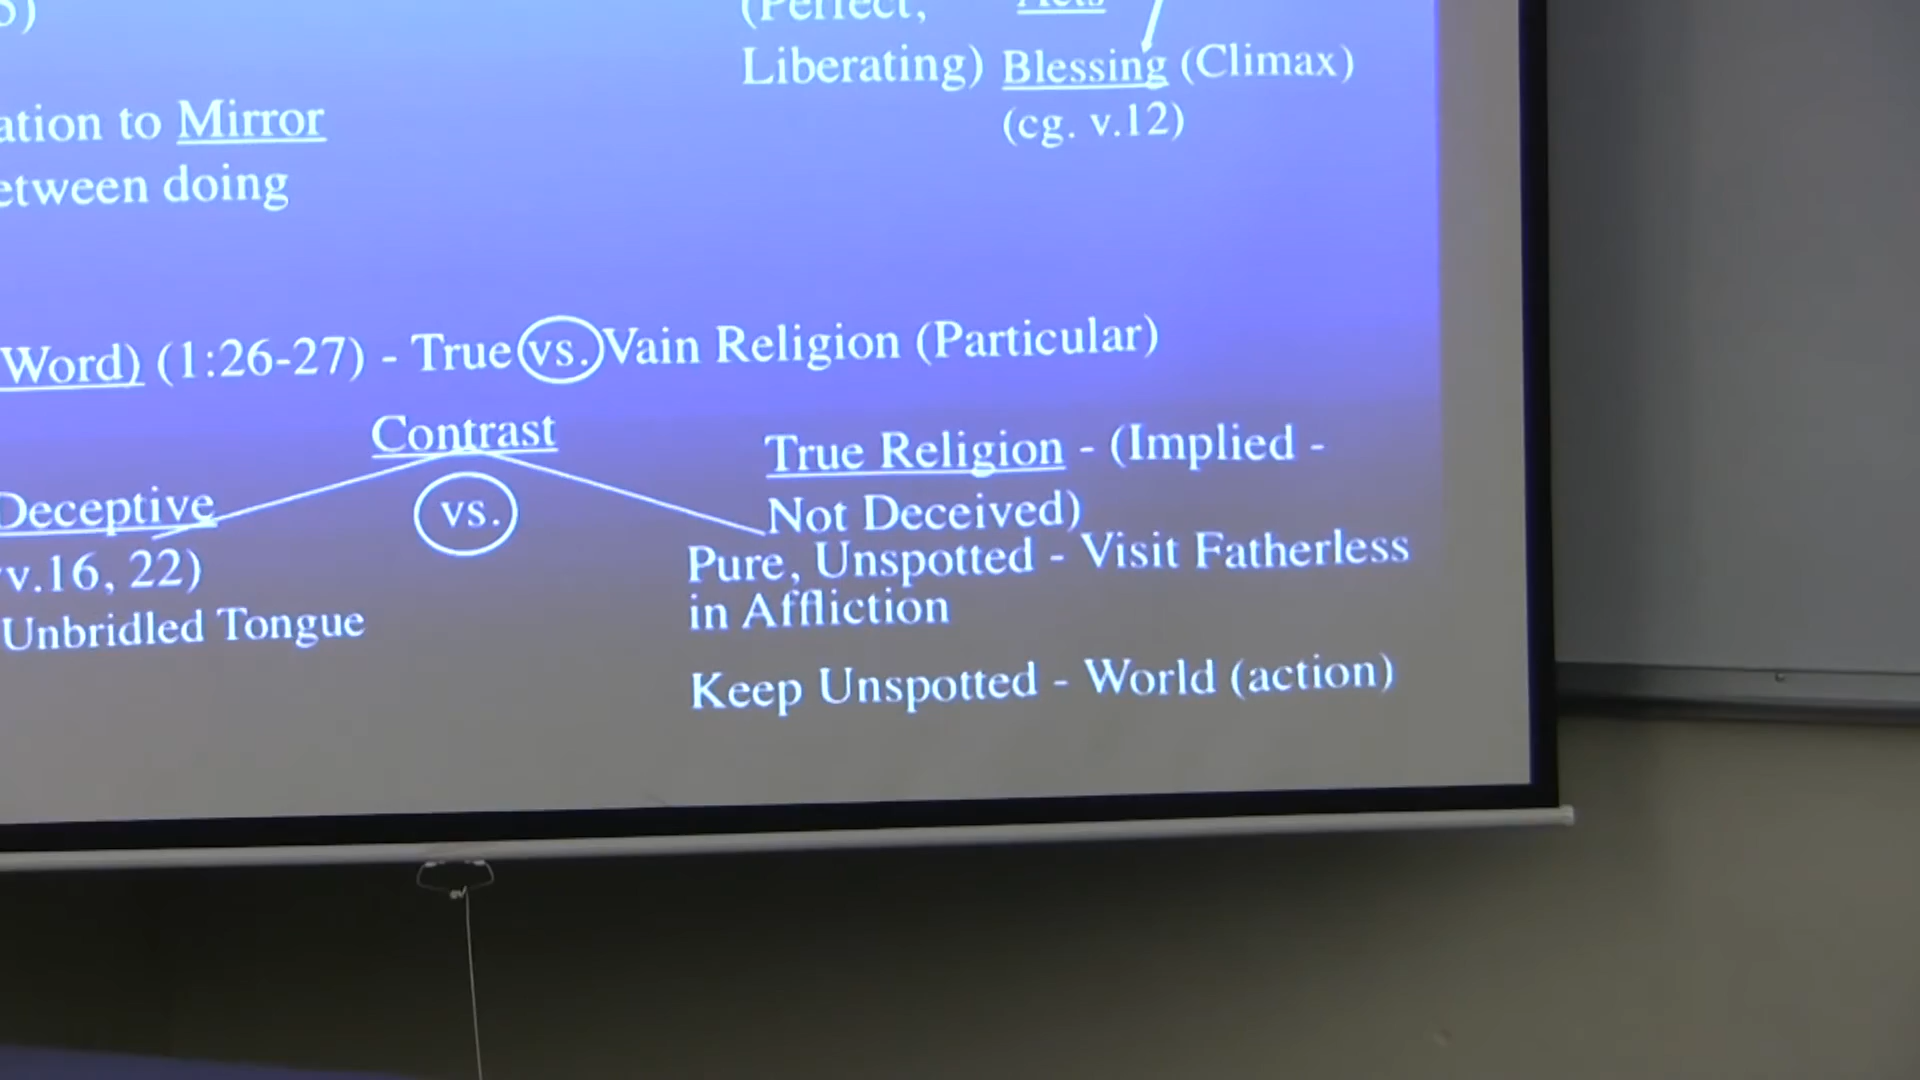 (Perfect, Acts
Liberating) Blessing (Climax)
(cg. v.12)
ation to Mirror
etween doing
Word) (1:26-27) - True vs. Vain Religion (Particular)
Contrast
Deceptive
v.16, 22)
Unbridled Tongue
vs.
True Religion - (Implied -
Not Deceived)
Pure, Unspotted - Visit Fatherless
in Affliction
Keep Unspotted - World (action)